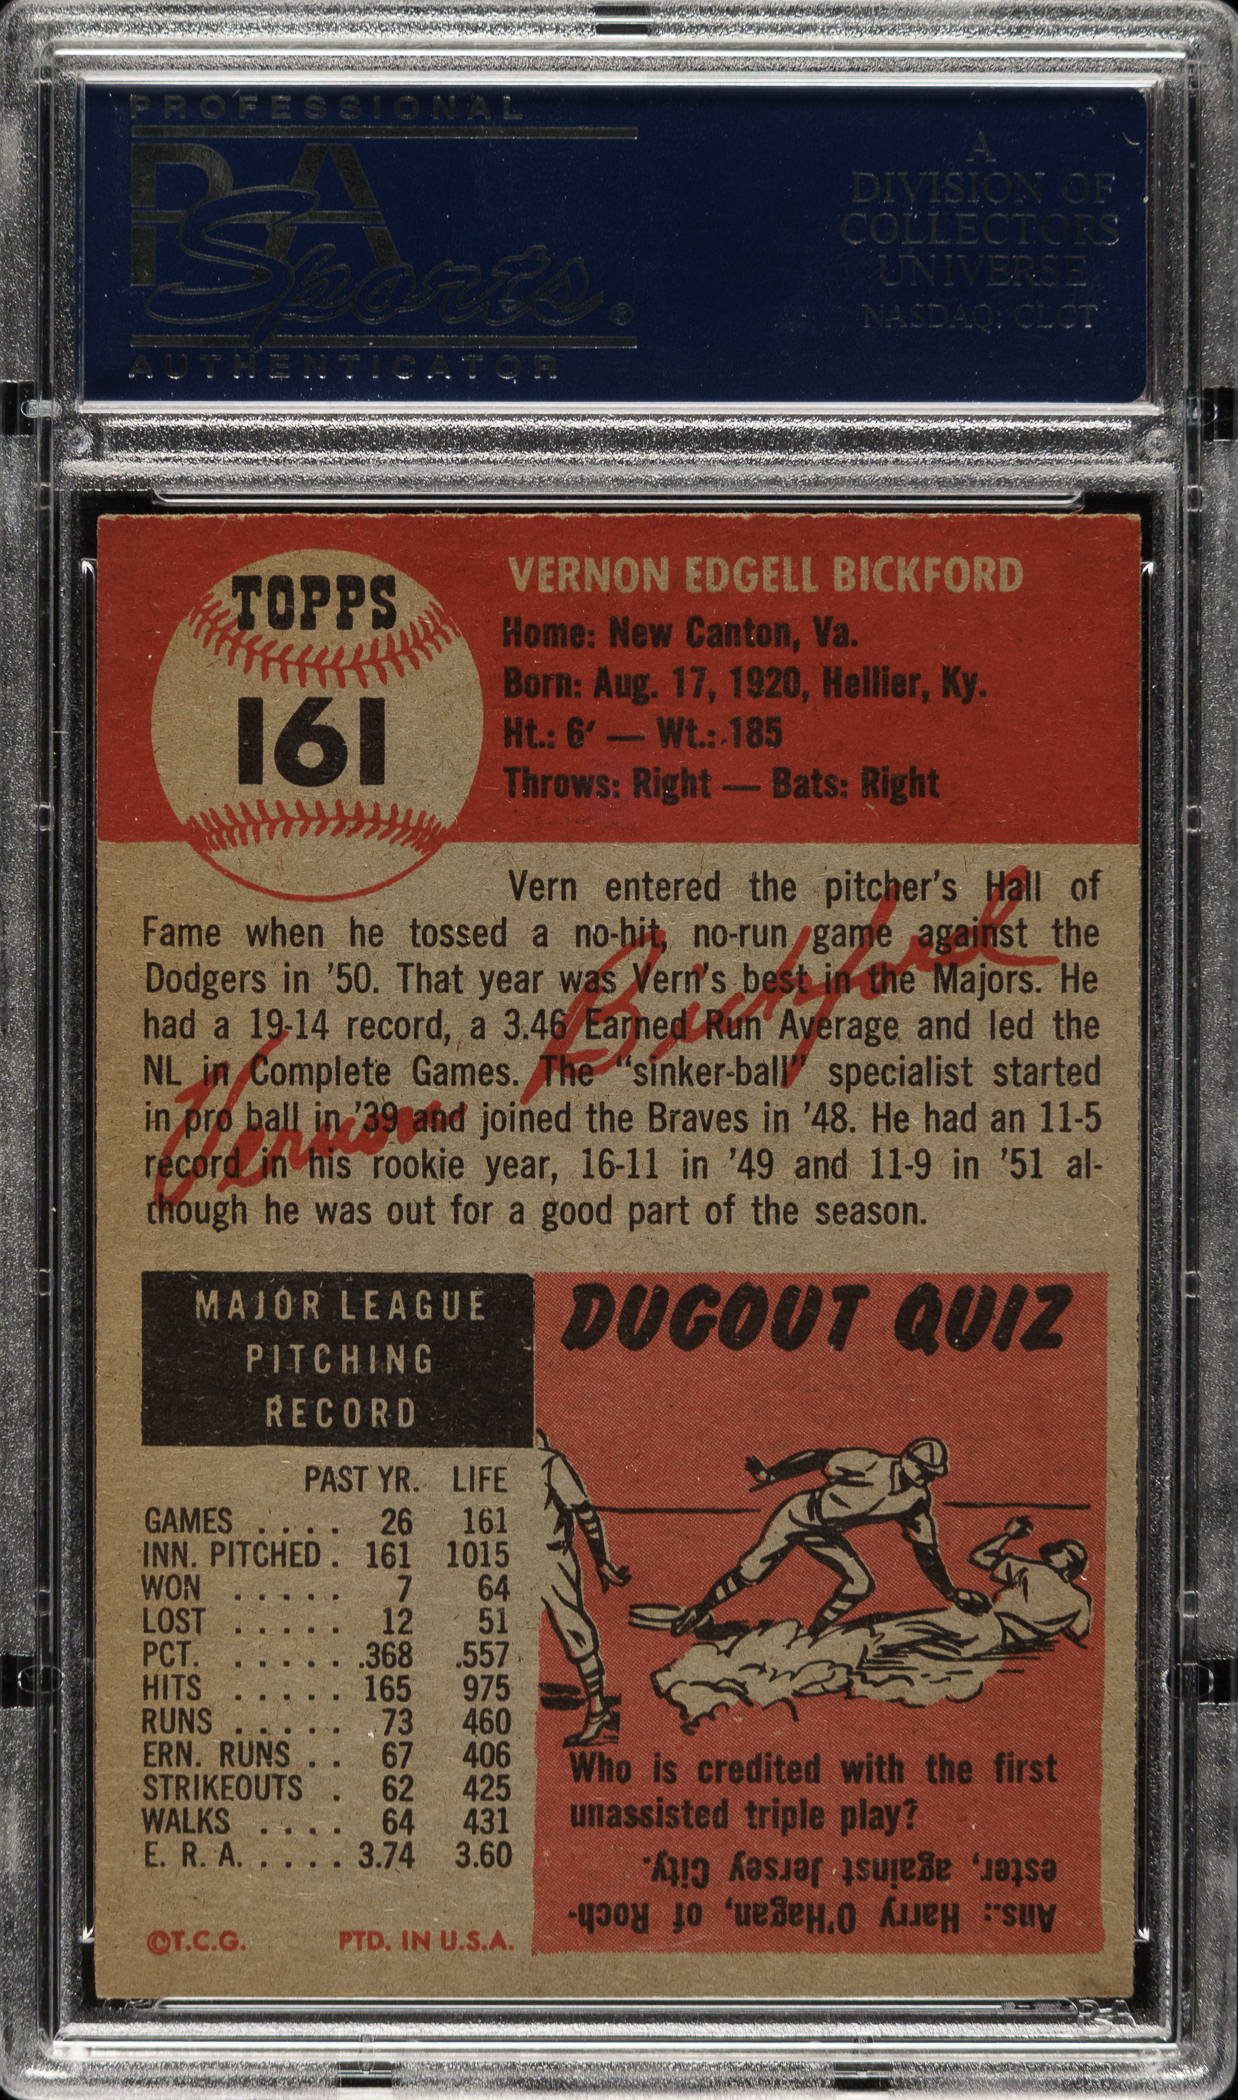 PROFESSIONAL
PSA
Sports®
AUTHENTICATOR
A
DIVISION OF
COLLECTORS
UNIVERSE
NASDAQ: CLCT
TOPPS
161
VERNON EDGELL BICKFORD
Home: New Canton, Va.
Born: Aug. 17, 1920, Hellier, Ky.
Ht.: 6' — Wt.: 185
Throws: Right — Bats: Right
Vern entered the pitcher's Hall of
Fame when he tossed a no-hit, no-run game against the
Dodgers in '50. That year was Vern's best in the Majors. He
had a 19-14 record, a 3.46 Earned Run Average and led the
NL in Complete Games. The "sinker-ball" specialist started
in pro ball in '39 and joined the Braves in '48. He had an 11-5
record in his rookie year, 16-11 in '49 and 11-9 in '51 al-
though he was out for a good part of the season.
Vernon Bickford
MAJOR LEAGUE
PITCHING
RECORD
PAST YR. LIFE
GAMES . . . . 26 161
INN. PITCHED . 161 1015
WON . . . . . 7 64
LOST . . . . . 12 51
PCT. . . . . . .368 .557
HITS . . . . . 165 975
RUNS . . . . . 73 460
ERN. RUNS . . 67 406
STRIKEOUTS . 62 425
WALKS . . . . 64 431
E. R. A. . . . . 3.74 3.60
©T.C.G. PTD. IN U.S.A.
DUGOUT QUIZ
Who is credited with the first
unassisted triple play?
Ans.: Harry O'Hagan, of Roch-
ester, against Jersey City.
PSA